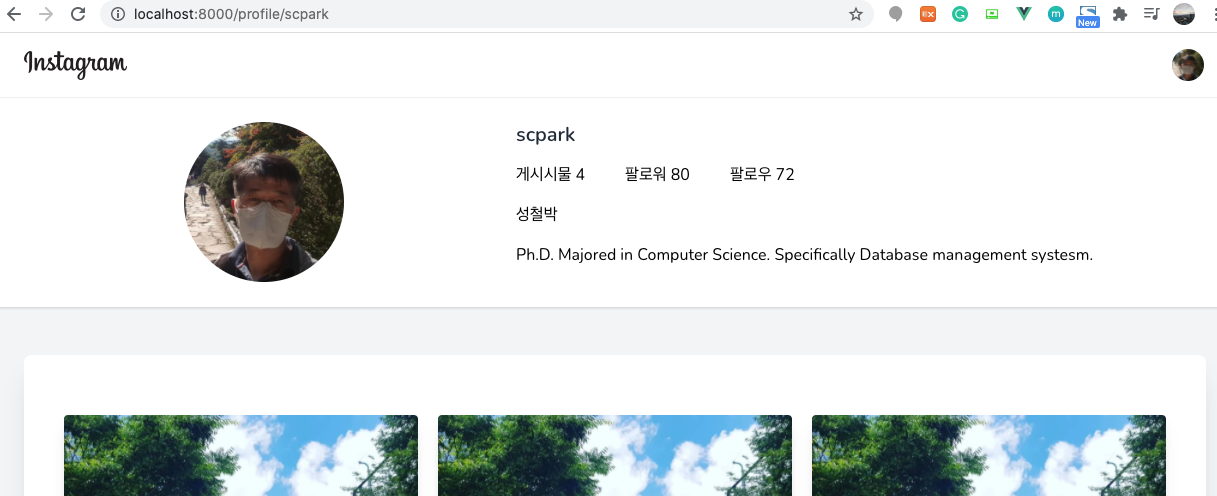 localhost:8000/profile/scpark
New
Instagram
scpark
게시시물 4 팔로워 80 팔로우 72
성철박
Ph.D. Majored in Computer Science. Specifically Database management systesm.